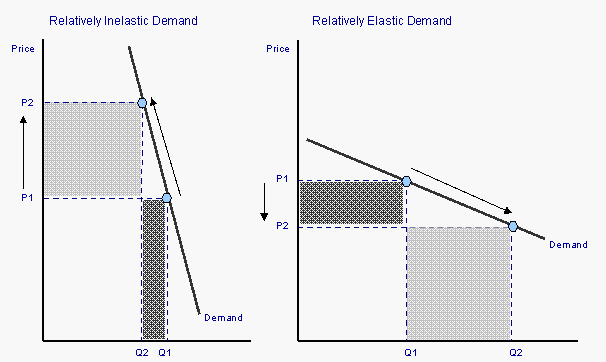 Relatively Inelastic Demand
Price
P2
P1
Demand
Q2 Q1
Relatively Elastic Demand
Price
P1
P2
Demand
Q1 Q2